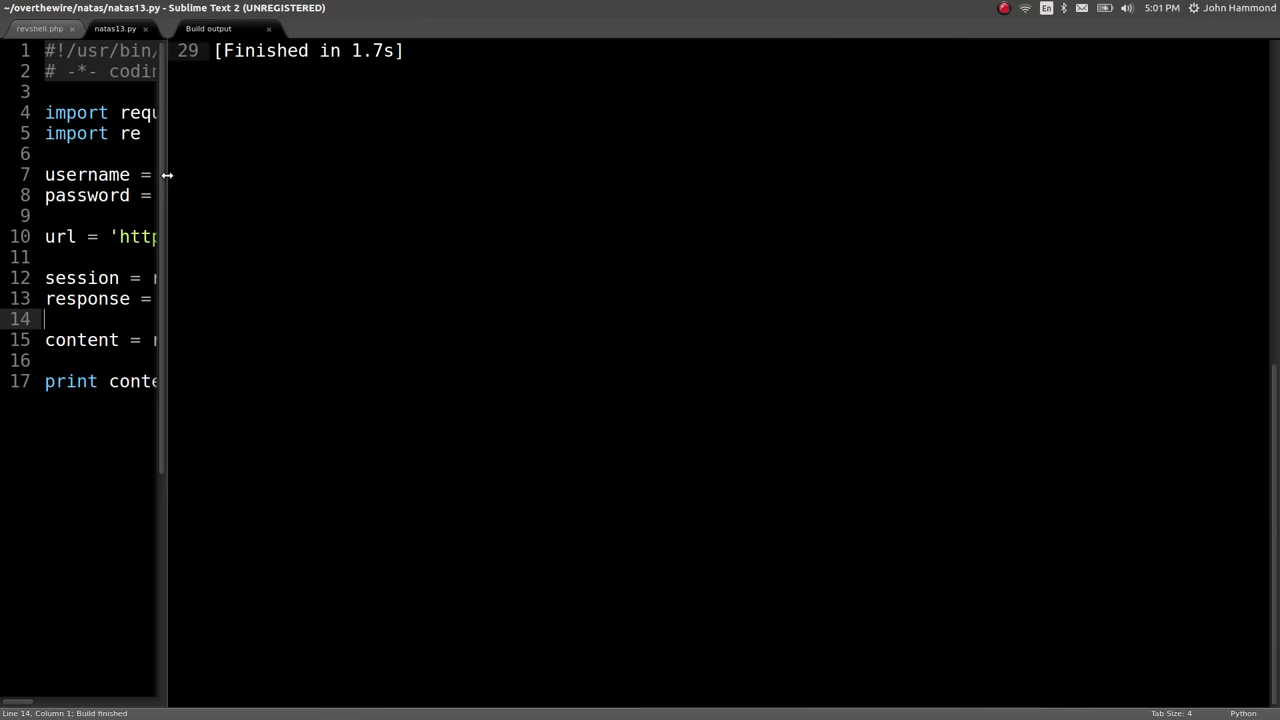 ~/overthewire/natas/natas13.py - Sublime Text 2 (UNREGISTERED)
En
5:01 PM
John Hammond
revshell.php ×
natas13.py ×
Build output ×
1 #!/usr/bin/
2 # -*- codin
3
4 import requ
5 import re
6
7 username =
8 password =
9
10 url = 'http
11
12 session = r
13 response =
14
15 content = r
16
17 print conte
29 [Finished in 1.7s]
Line 14, Column 1; Build finished
Tab Size: 4
Python